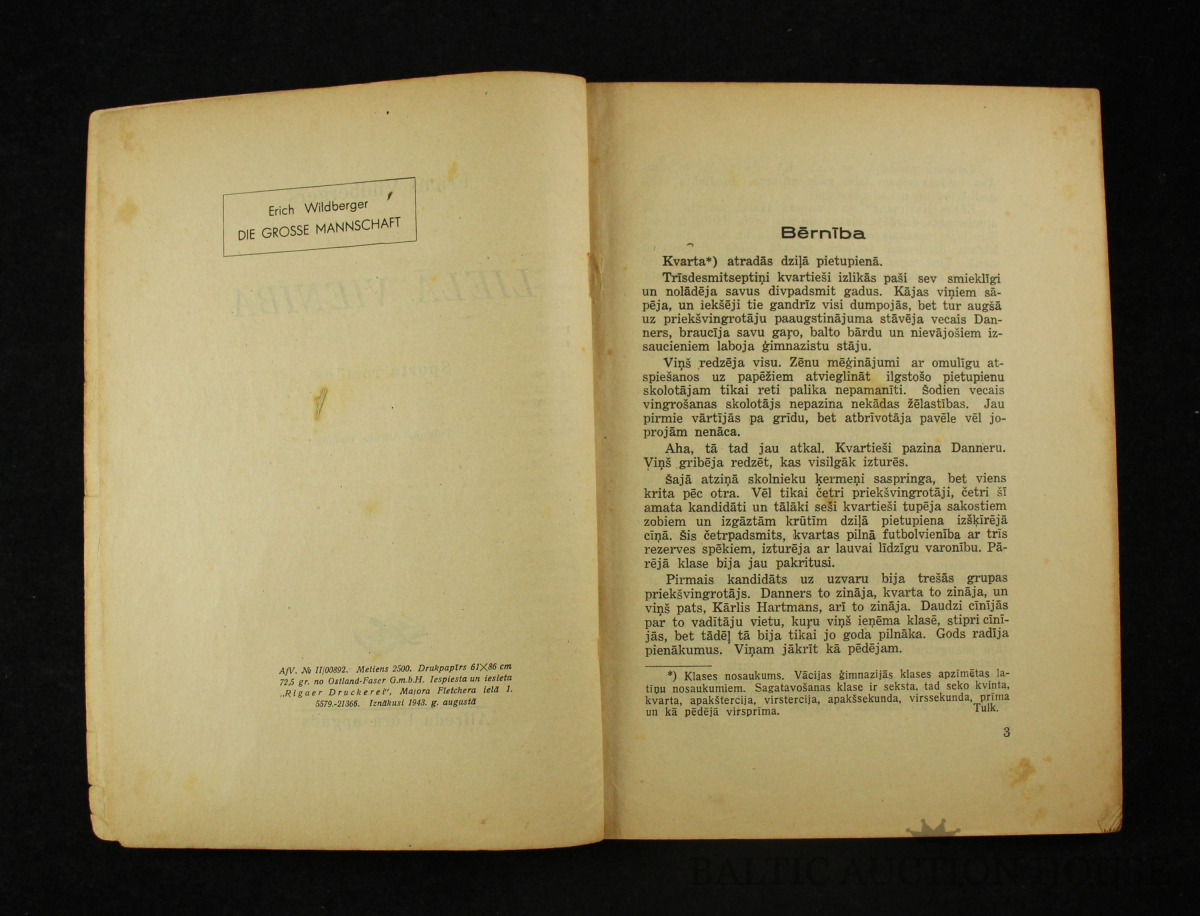 Erich Wildberger
DIE GROSSE MANNSCHAFT
AfV. № II/00892. Metiens 2500. Drukpapīrs 61×86 cm
72,5 gr. no Ostland-Faser G.m.b.H. Iespiesta un iesieta
„Rigaer Druckerei“, Majora Fletchera ielā 1.
5579.-21366. Iznākusi 1943. g. augustā
Bērnība
Kvarta*) atradās dziļā pietupienā.
Trīsdesmitseptiņi kvartieši izlikās paši sev smieklīgi
un nolādēja savus divpadsmit gadus. Kājas viņiem sā-
pēja, un iekšēji tie gandrīz visi dumpojās, bet tur augšā
uz priekšvingrotāju paaugstinājuma stāvēja vecais Dan-
ners, braucīja savu gaŗo, balto bārdu un nievājošiem iz-
saucieniem laboja ģimnazistu stāju.
Viņš redzēja visu. Zēnu mēģinājumi ar omulīgu at-
spiešanos uz papēžiem atvieglināt ilgstošo pietupienu
skolotājam tikai reti palika nepamanīti. Šodien vecais
vingrošanas skolotājs nepazina nekādas žēlastības. Jau
pirmie vārtījās pa grīdu, bet atbrīvotāja pavēle vēl jo-
projām nenāca.
Aha, tā tad jau atkal. Kvartieši pazina Danneru.
Viņš gribēja redzēt, kas visilgāk izturēs.
Šajā atziņā skolnieku ķermeņi saspringa, bet viens
krita pēc otra. Vēl tikai četri priekšvingrotāji, četri šī
amata kandidāti un tālāki seši kvartieši tupēja sakostiem
zobiem un izgāztām krūtīm dziļā pietupiena izšķīrējā
cīņā. Šis četrpadsmits, kvartas pilnā futbolvienība ar trīs
rezerves spēkiem, izturēja ar lauvai līdzīgu varonību. Pā-
rējā klase bija jau pakritusi.
Pirmais kandidāts uz uzvaru bija trešās grupas
priekšvingrotājs. Danners to zināja, kvarta to zināja, un
viņš pats, Kārlis Hartmans, arī to zināja. Daudzi cīnījās
par to vadītāju vietu, kuŗu viņš ieņēma klasē, stipri cīnī-
jās, bet tādēļ tā bija tikai jo goda pilnāka. Gods radīja
pienākumus. Viņam jākrīt kā pēdējam.
*) Klases nosaukums. Vācijas ģimnazijās klases apzīmētas la-
tīņu nosaukumiem. Sagatavošanas klase ir seksta, tad seko kvinta,
kvarta, apakštercija, virstercija, apakšsekunda, virssekunda, prīma
un kā pēdējā virsprīma. Tulk.
3
BALTIC AUCTION HOUSE